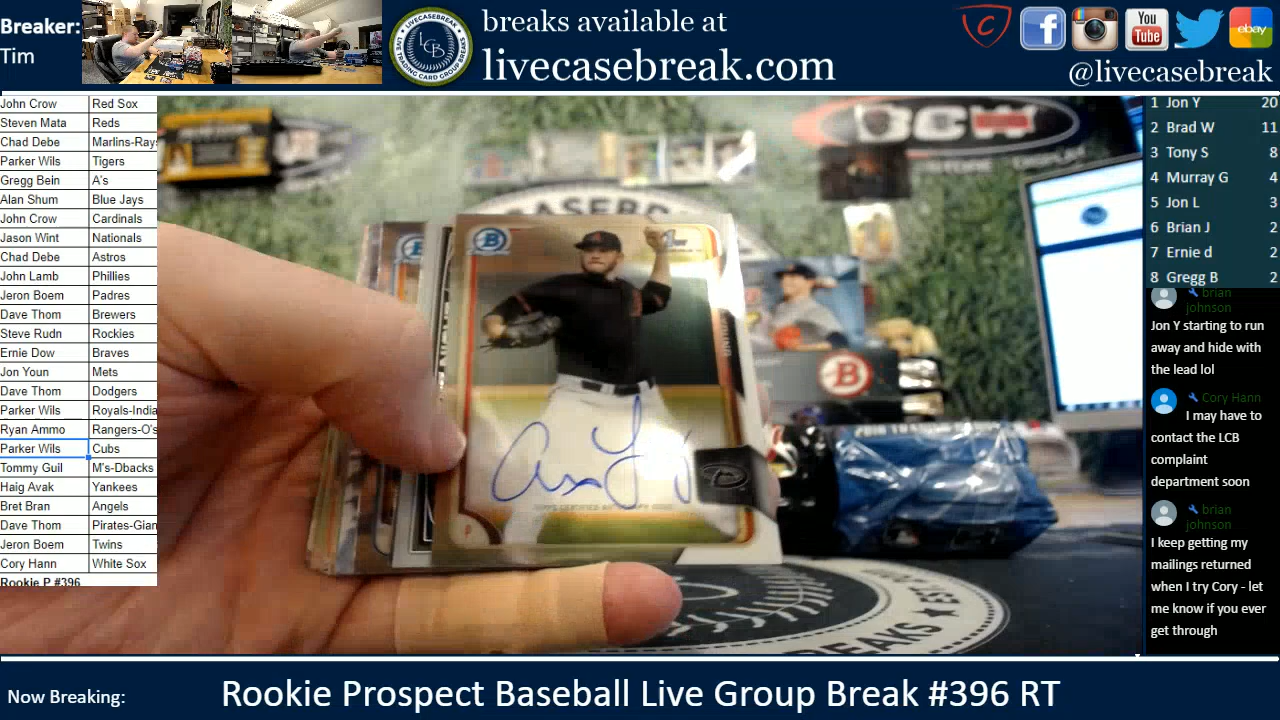 Breaker:
Tim
breaks available at
livecasebreak.com
You
Tube
ebay
@livecasebreak
John Crow Red Sox
Steven Mata Reds
Chad Debe Marlins-Rays
Parker Wils Tigers
Gregg Bein A's
Alan Shum Blue Jays
John Crow Cardinals
Jason Wint Nationals
Chad Debe Astros
John Lamb Phillies
Jeron Boem Padres
Dave Thom Brewers
Steve Rudn Rockies
Ernie Dow Braves
Jon Youn Mets
Dave Thom Dodgers
Parker Wils Royals-India
Ryan Ammo Rangers-O's
Parker Wils Cubs
Tommy Guil M's-Dbacks
Haig Avak Yankees
Bret Bran Angels
Dave Thom Pirates-Gian
Jeron Boem Twins
Cory Hann White Sox
Rookie P #396
1 Jon Y 20
2 Brad W 11
3 Tony S 8
4 Murray G 4
5 Jon L 3
6 Brian J 2
7 Ernie d 2
8 Gregg B 2
brian
johnson
Jon Y starting to run
away and hide with
the lead lol
Cory Hann
I may have to
contact the LCB
complaint
department soon
brian
johnson
I keep getting my
mailings returned
when I try Cory - let
me know if you ever
get through
B
B
BREAKS
Now Breaking:
Rookie Prospect Baseball Live Group Break #396 RT